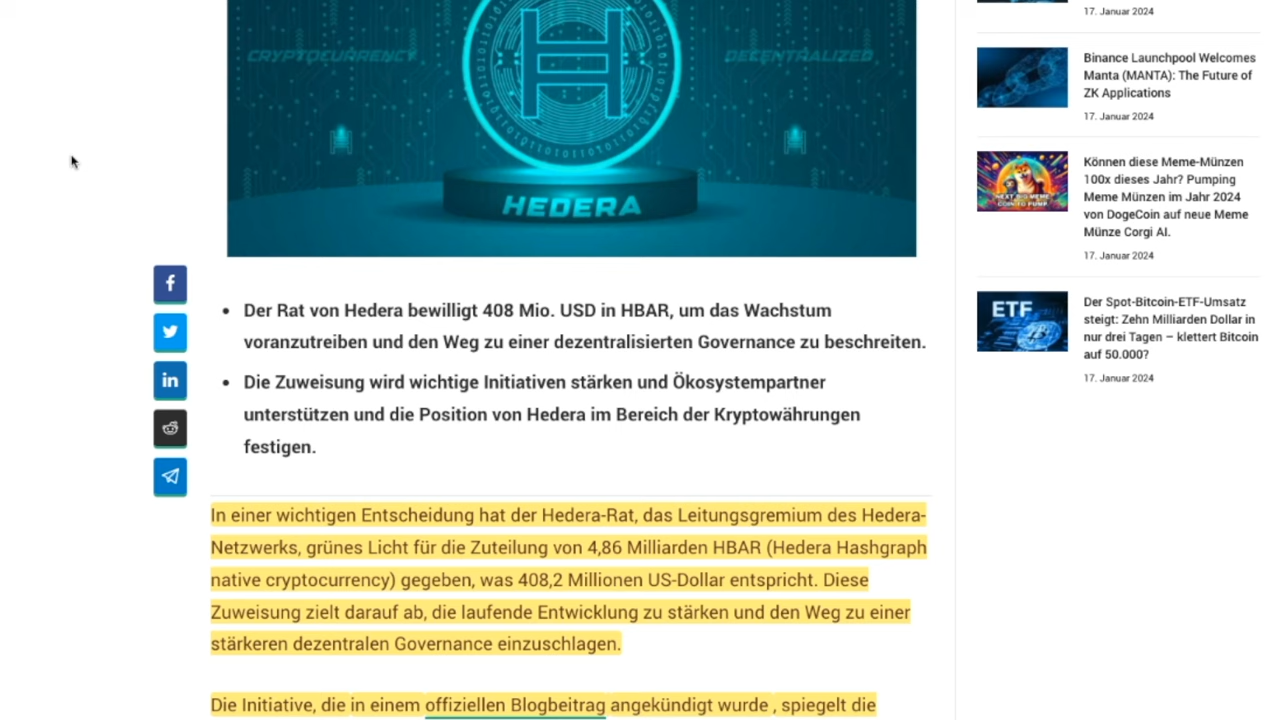 CRYPTOCURRENCY
DECENTRALIZED
HEDERA
Der Rat von Hedera bewilligt 408 Mio. USD in HBAR, um das Wachstum
voranzutreiben und den Weg zu einer dezentralisierten Governance zu beschreiten.
Die Zuweisung wird wichtige Initiativen stärken und Ökosystempartner
unterstützen und die Position von Hedera im Bereich der Kryptowährungen
festigen.
In einer wichtigen Entscheidung hat der Hedera-Rat, das Leitungsgremium des Hedera-
Netzwerks, grünes Licht für die Zuteilung von 4,86 Milliarden HBAR (Hedera Hashgraph
native cryptocurrency) gegeben, was 408,2 Millionen US-Dollar entspricht. Diese
Zuweisung zielt darauf ab, die laufende Entwicklung zu stärken und den Weg zu einer
stärkeren dezentralen Governance einzuschlagen.
Die Initiative, die in einem offiziellen Blogbeitrag angekündigt wurde , spiegelt die
17. Januar 2024
Binance Launchpool Welcomes
Manta (MANTA): The Future of
ZK Applications
17. Januar 2024
NEXT BIG MEME
COIN TO PUMP
Können diese Meme-Münzen
100x dieses Jahr? Pumping
Meme Münzen im Jahr 2024
von DogeCoin auf neue Meme
Münze Corgi AI.
17. Januar 2024
ETF
Der Spot-Bitcoin-ETF-Umsatz
steigt: Zehn Milliarden Dollar in
nur drei Tagen – klettert Bitcoin
auf 50.000?
17. Januar 2024